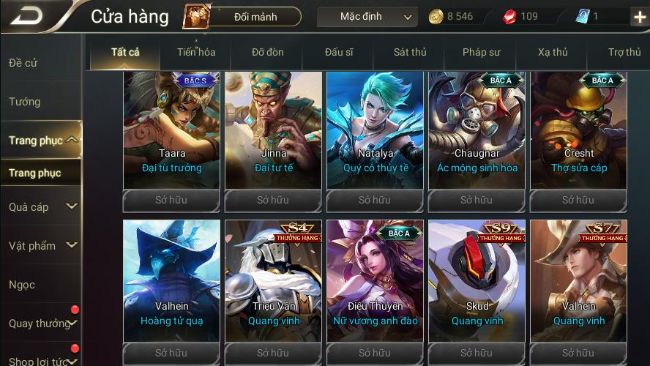 Cửa hàng
Đổi mảnh
Mặc định
8 546
109
1
Tất cả
Tiến hóa
Đỡ đòn
Đấu sĩ
Sát thủ
Pháp sư
Xạ thủ
Trợ thủ
Đề cử
Tướng
Trang phục
Trang phục
Quà cáp
Vật phẩm
Ngọc
Quay thưởng
Shop lợi tức
BẬC S
Taara
Đại tù trưởng
Sở hữu
Jinna
Đại tư tế
Sở hữu
Natalya
Quý cô thủy tề
Sở hữu
BẬC A
Chaugnar
Ác mộng sinh hóa
Sở hữu
BẬC A
Cresht
Thợ sửa cáp
Sở hữu
Valhein
Hoàng tử quạ
Sở hữu
S4
THƯỞNG HẠNG
Triệu Vân
Quang vinh
Sở hữu
BẬC A
Điêu Thuyền
Nữ vương anh đào
Sở hữu
S9
THƯỞNG HẠNG
Skud
Quang vinh
Sở hữu
S7
THƯỞNG HẠNG
Valhein
Quang vinh
Sở hữu